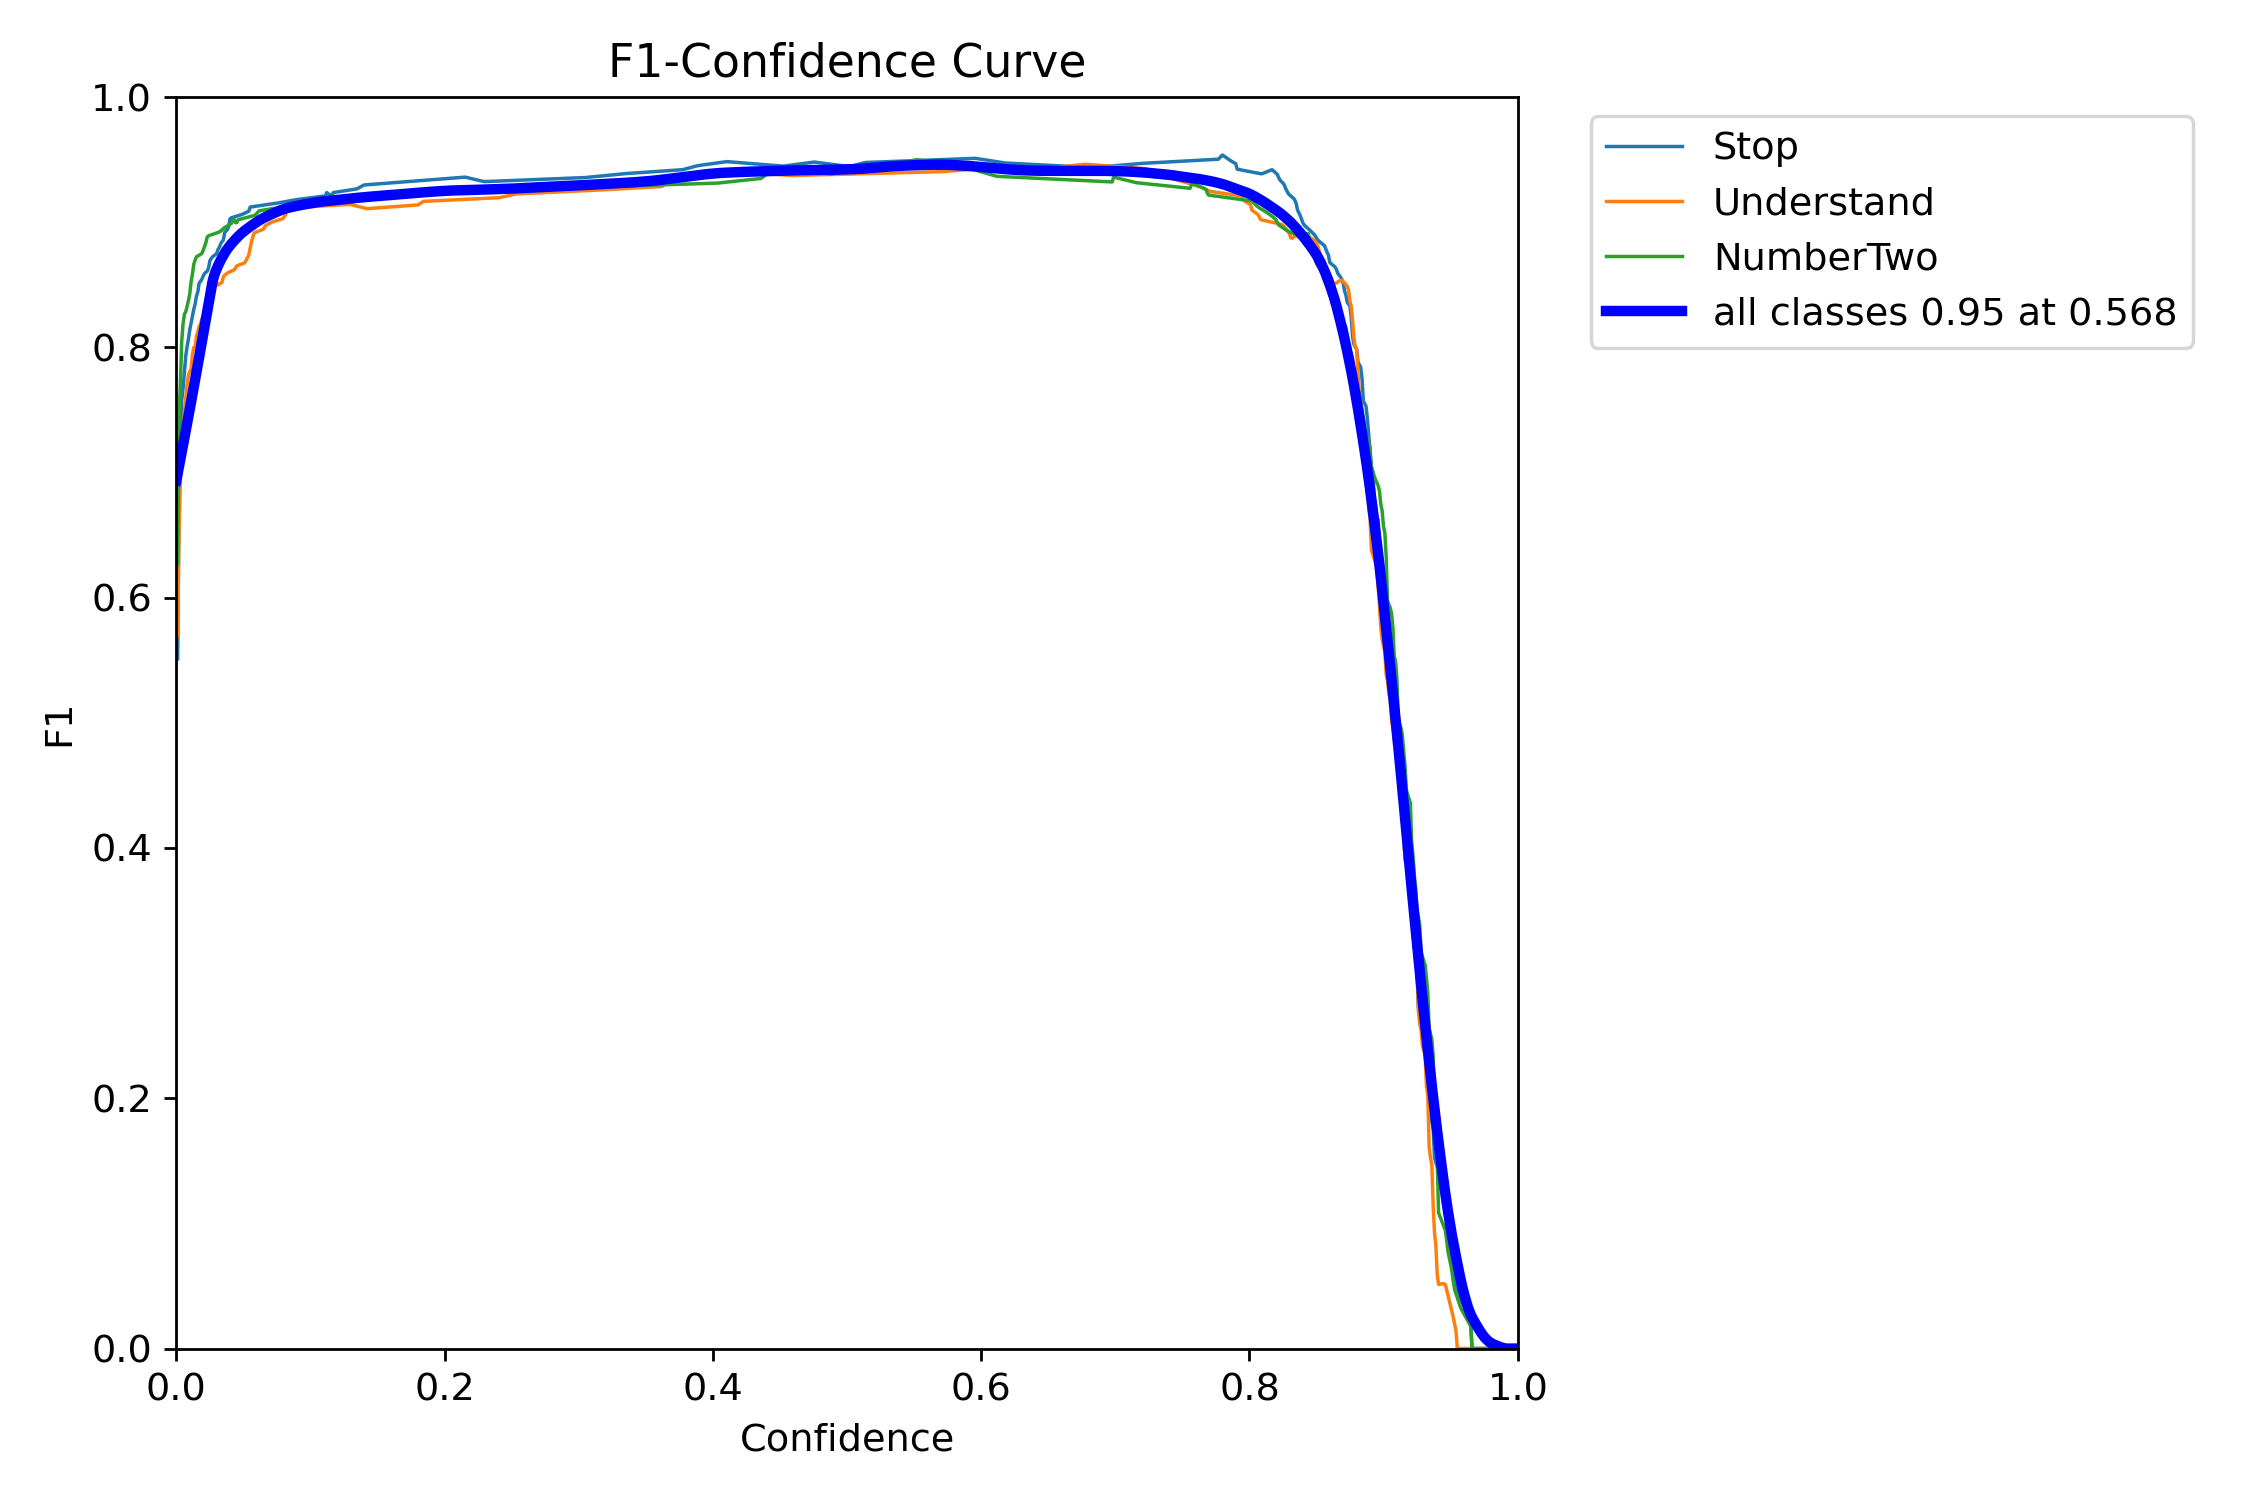 F1-Confidence Curve
1.0
0.8
0.6
0.4
0.2
0.0
F1
0.0 0.2 0.4 0.6 0.8 1.0
Confidence
Stop
Understand
NumberTwo
all classes 0.95 at 0.568